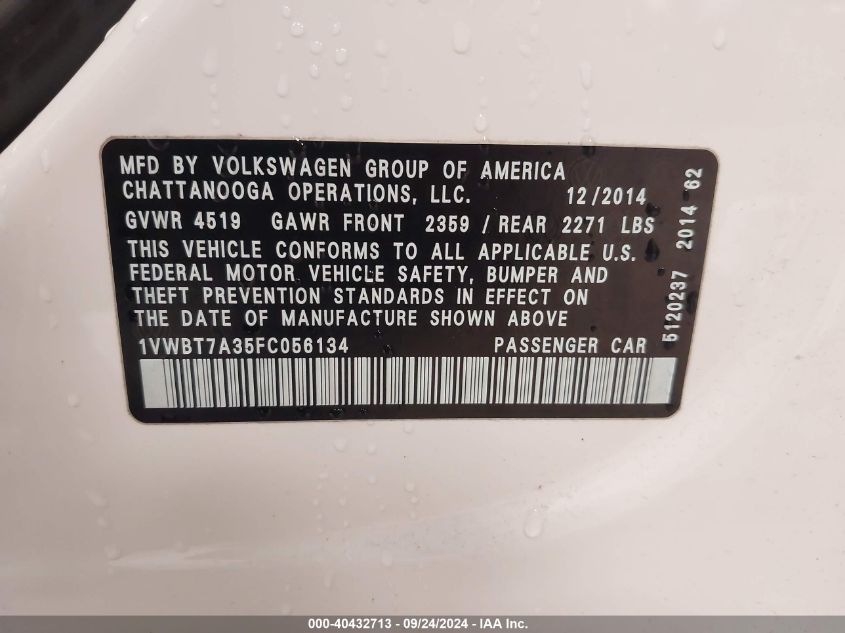 MFD BY VOLKSWAGEN GROUP OF AMERICA
CHATTANOOGA OPERATIONS, LLC. 12/2014
GVWR 4519 GAWR FRONT 2359 / REAR 2271 LBS
THIS VEHICLE CONFORMS TO ALL APPLICABLE U.S.
FEDERAL MOTOR VEHICLE SAFETY, BUMPER AND
THEFT PREVENTION STANDARDS IN EFFECT ON
THE DATE OF MANUFACTURE SHOWN ABOVE
1VWBT7A35FC056134 PASSENGER CAR
5120237 2014 62
000-40432713 - 09/24/2024 - IAA Inc.